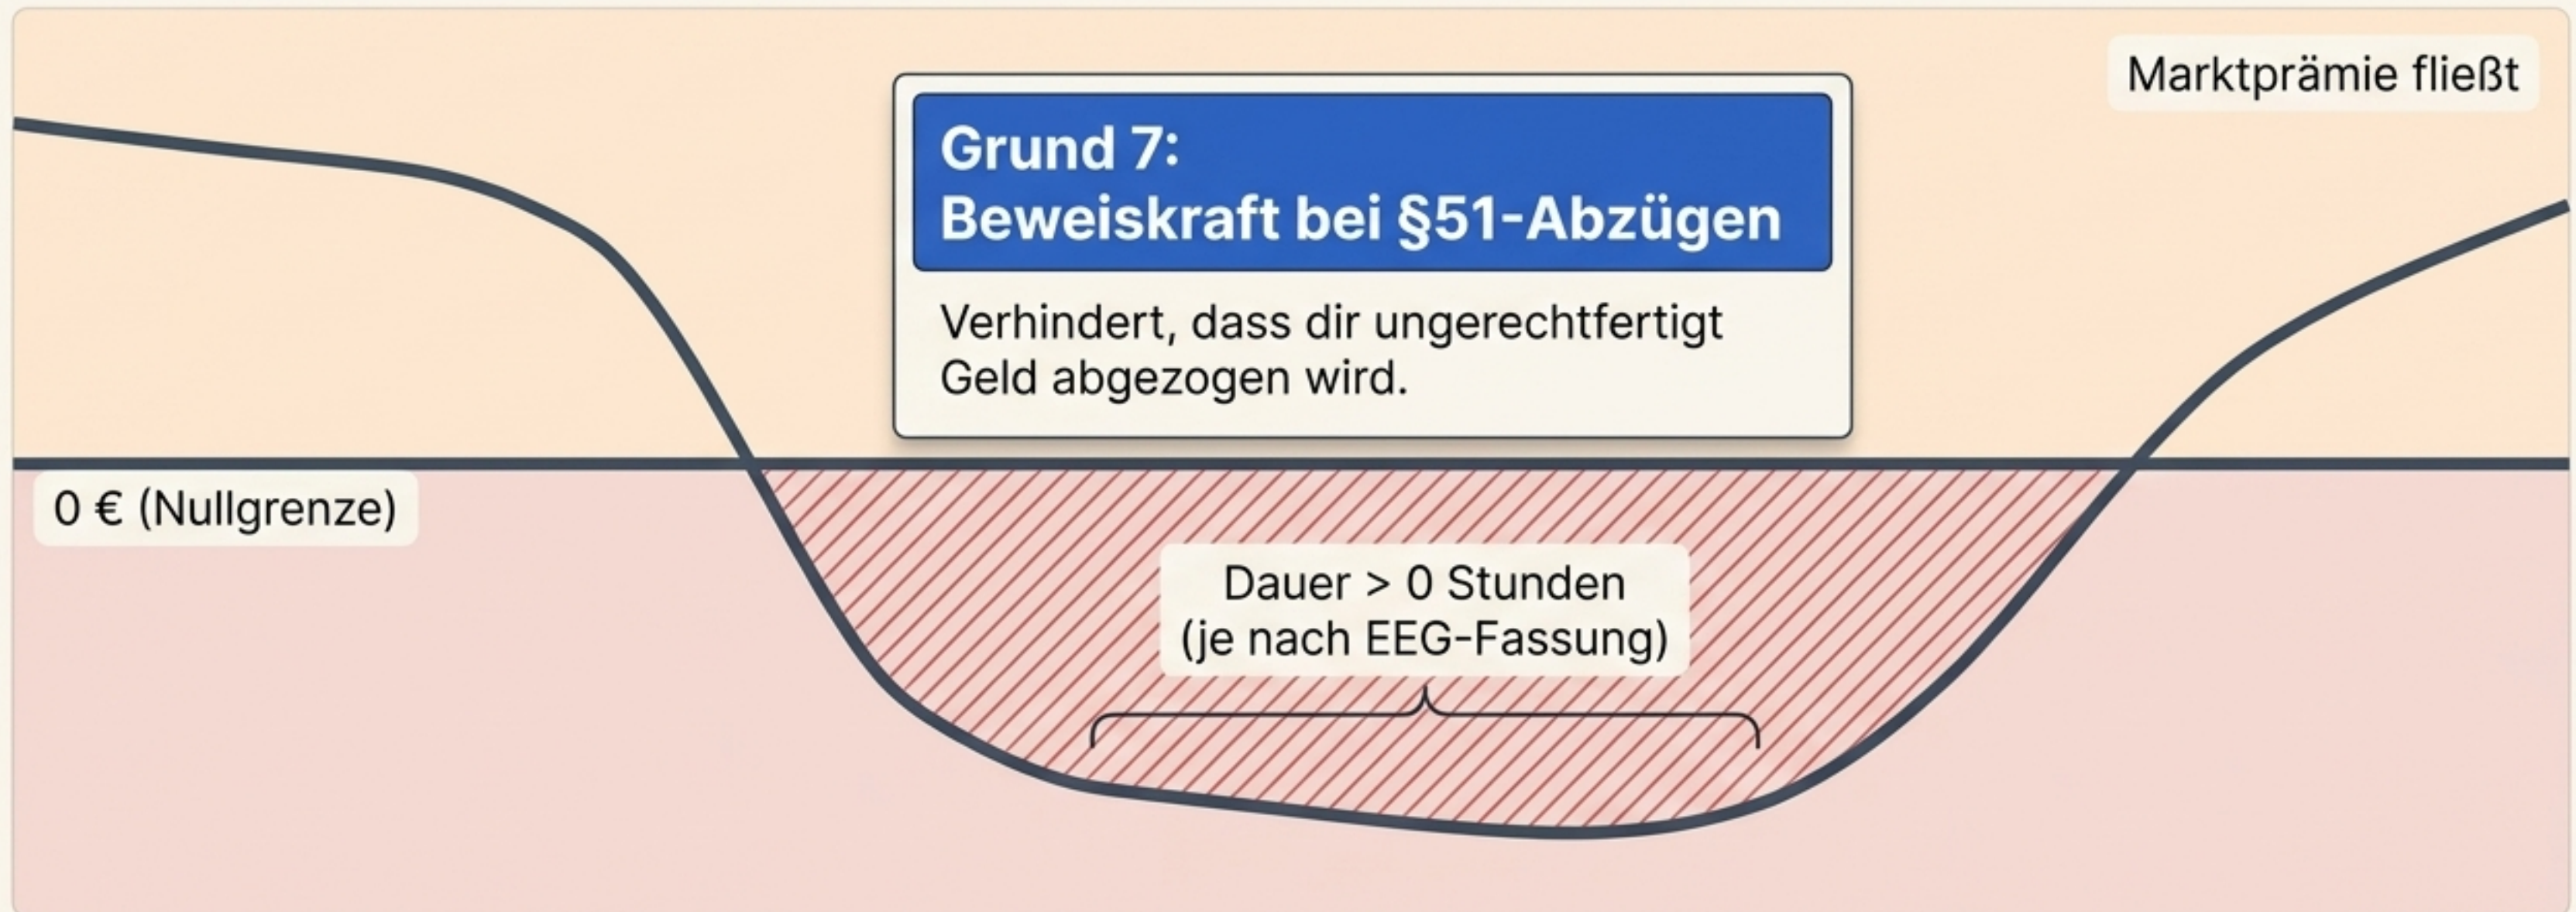 Marktprämie fließt
Grund 7:
Beweiskraft bei §51-Abzügen
Verhindert, dass dir ungerechtfertigt
Geld abgezogen wird.
0 € (Nullgrenze)
Dauer > 0 Stunden
(je nach EEG-Fassung)